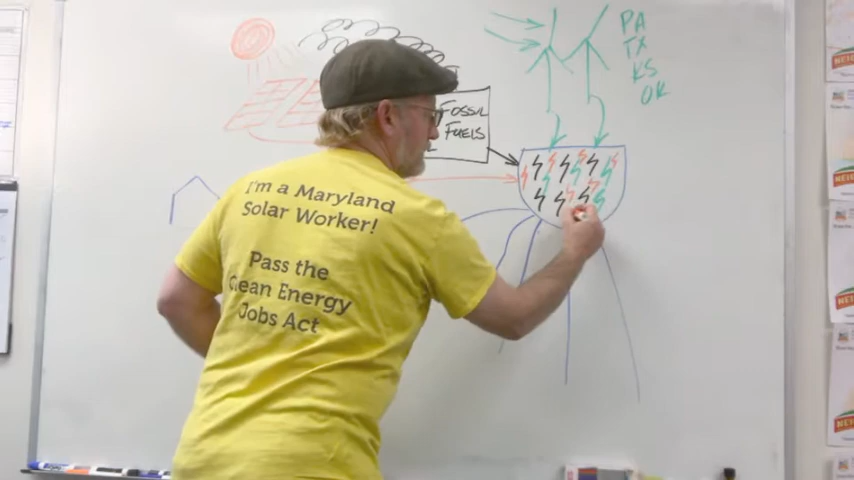 PA
TX
KS
OK
FOSSIL
FUELS
I'm a Maryland
Solar Worker!
Pass the
Clean Energy
Jobs Act